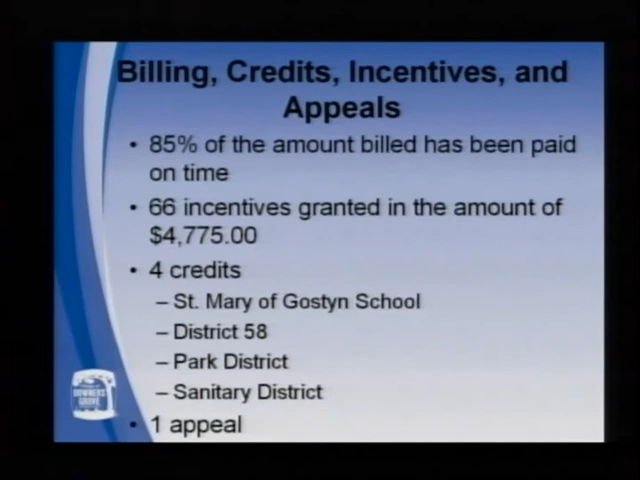 Billing, Credits, Incentives, and
Appeals
• 85% of the amount billed has been paid
on time
• 66 incentives granted in the amount of
$4,775.00
• 4 credits
– St. Mary of Gostyn School
– District 58
– Park District
– Sanitary District
• 1 appeal
DOWNERS
GROVE